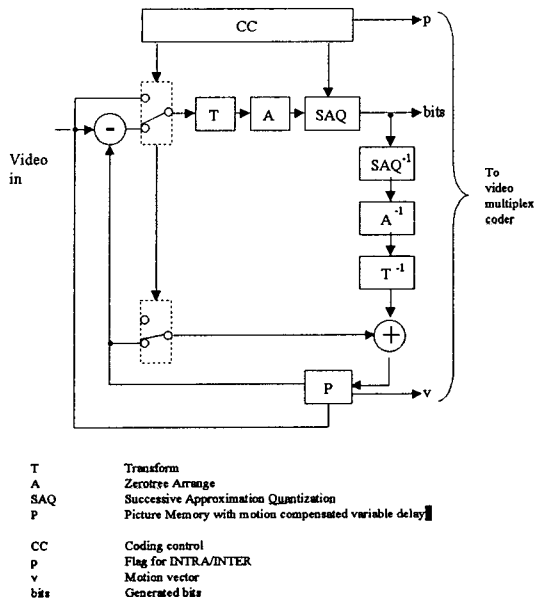 CC
p
T
A
SAQ
bits
-
Video
in
SAQ-1
A-1
T-1
To
video
multiplex
coder
+
P
v
T Transform
A Zerotree Arrange
SAQ Successive Approximation Quantization
P Picture Memory with motion compensated variable delay
CC Coding control
p Flag for INTRA/INTER
v Motion vector
bits Generated bits